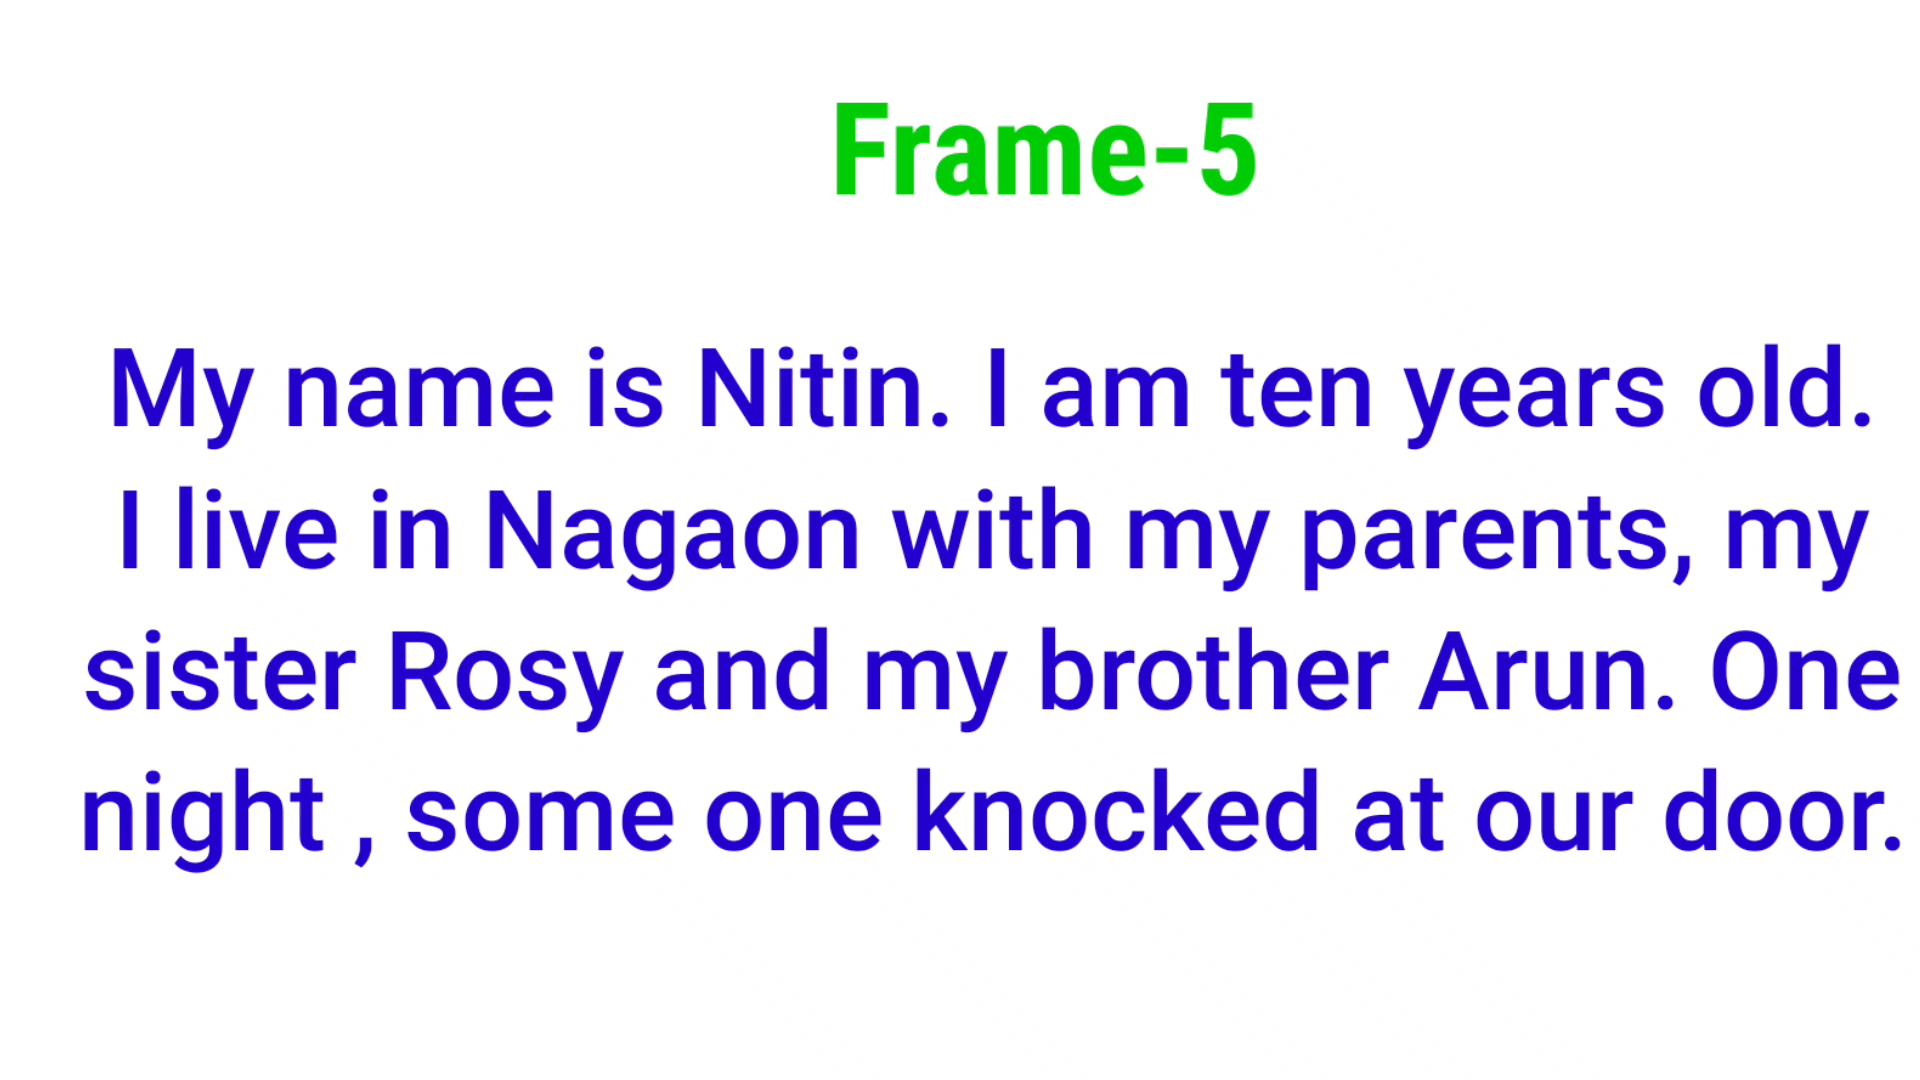 Frame-5
My name is Nitin. I am ten years old.
I live in Nagaon with my parents, my
sister Rosy and my brother Arun. One
night , some one knocked at our door.